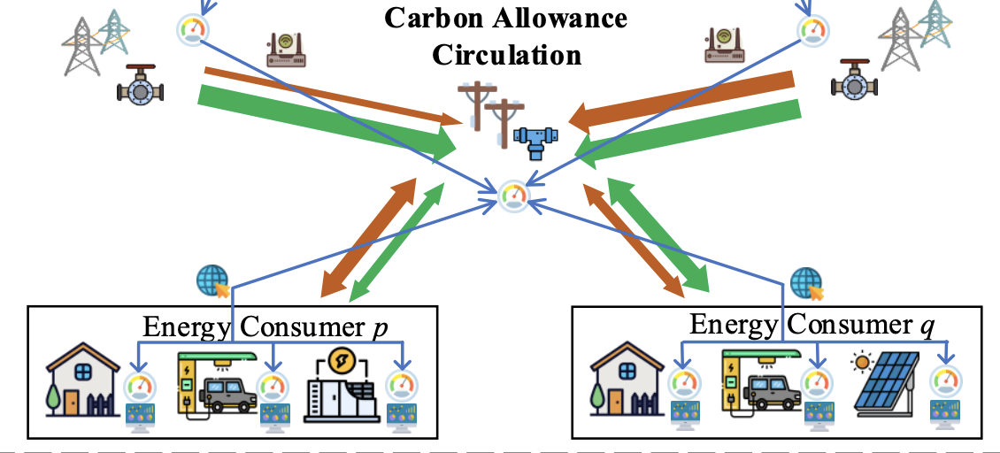 Carbon Allowance
Circulation
Energy Consumer p
Energy Consumer q